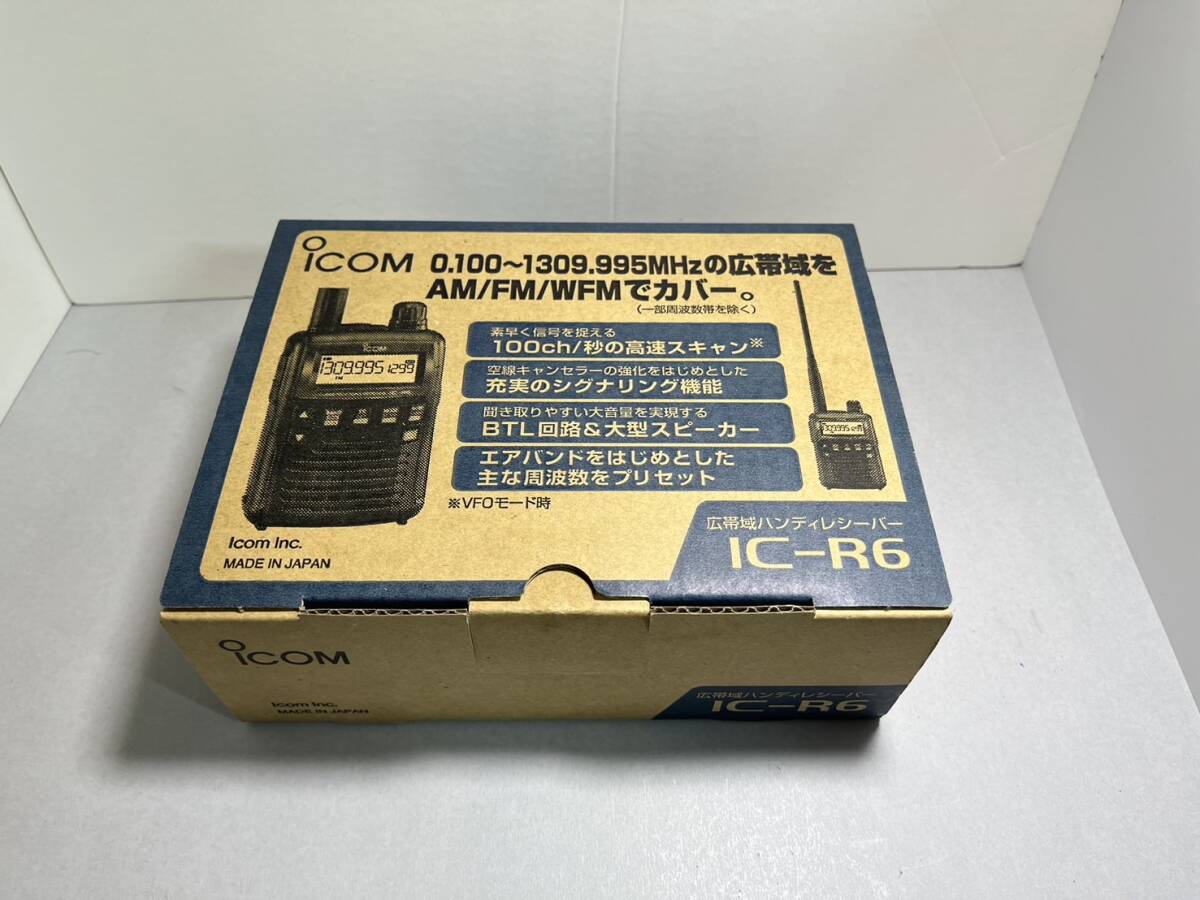 ICOM
0.100～1309.995MHzの広帯域を
AM/FM/WFMでカバー。
(一部周波数帯を除く)
ICOM
1309.995
FM
素早く信号を捉える
100ch/秒の高速スキャン※
空線キャンセラーの強化をはじめとした
充実のシグナリング機能
聞き取りやすい大音量を実現する
BTL回路&大型スピーカー
エアバンドをはじめとした
主な周波数をプリセット
※VFOモード時
Icom Inc.
MADE IN JAPAN
広帯域ハンディレシーバー
IC-R6
ICOM
Icom Inc.
MADE IN JAPAN
広帯域ハンディレシーバー
IC-R6